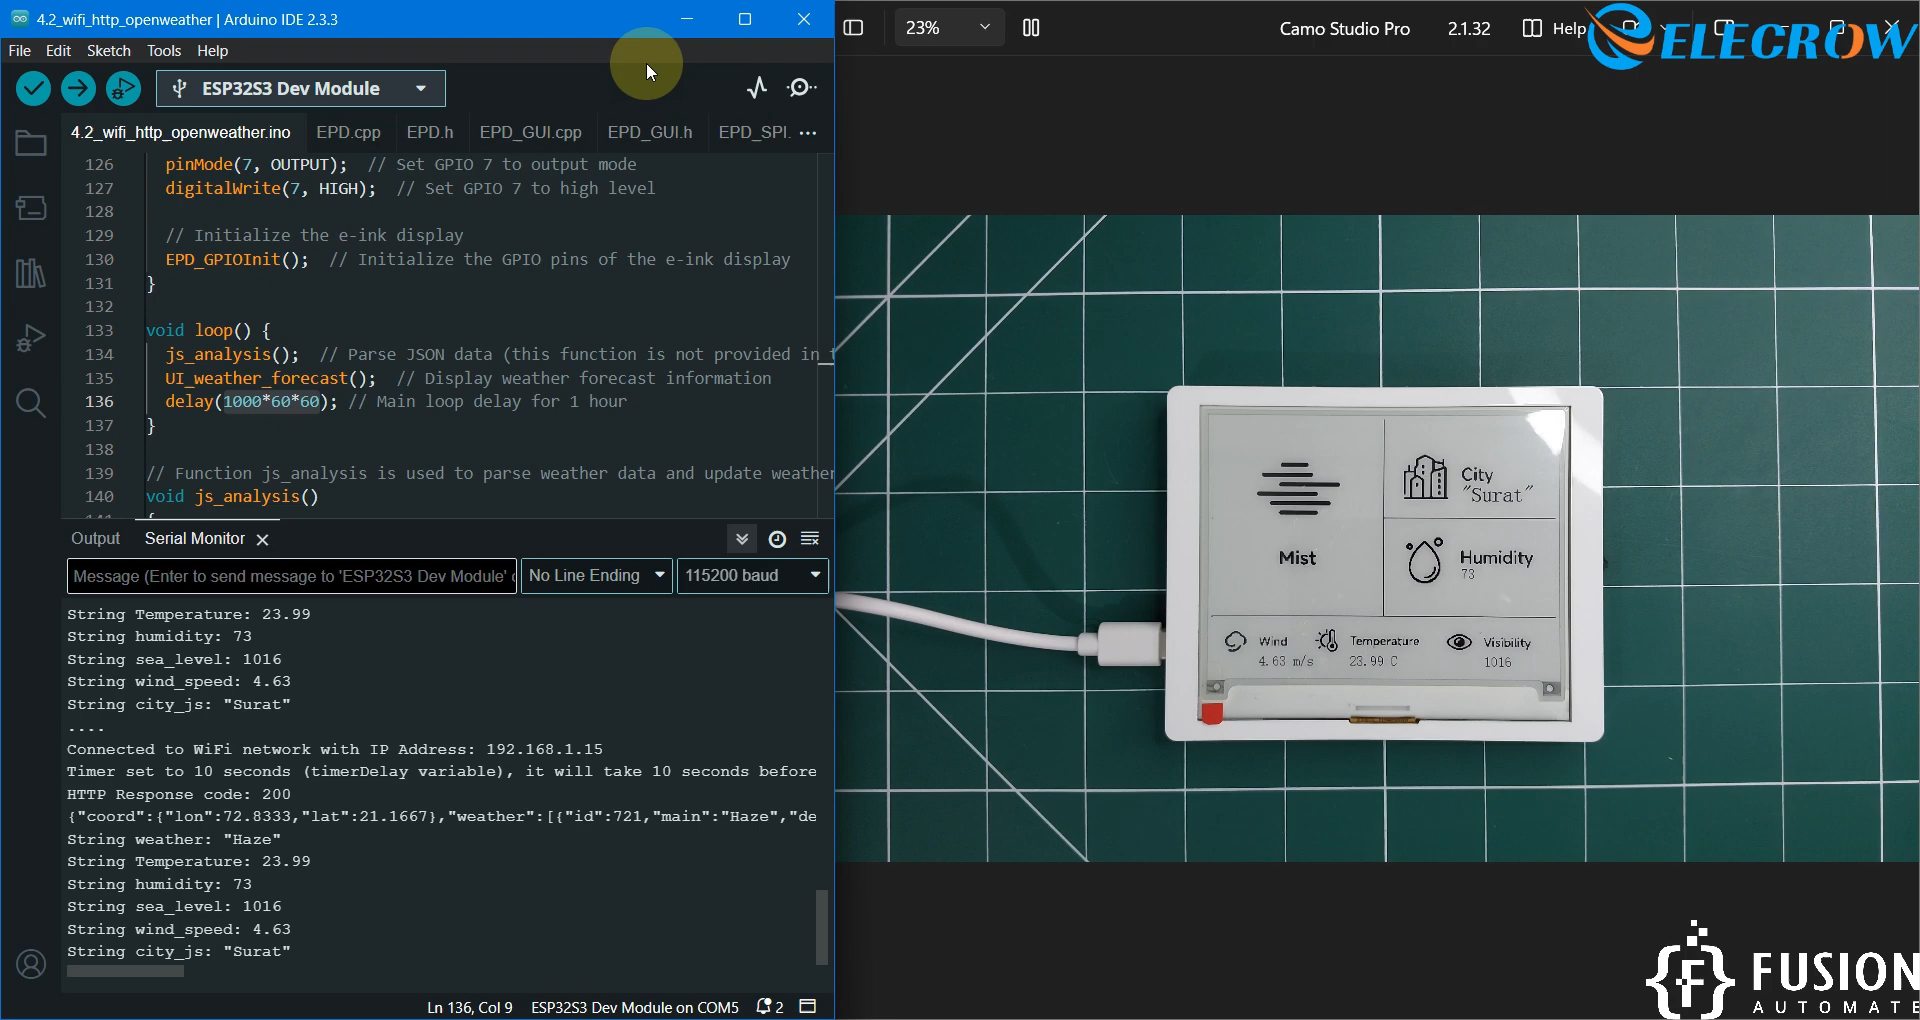 4.2_wifi_http_openweather | Arduino IDE 2.3.3
File Edit Sketch Tools Help
ESP32S3 Dev Module
4.2_wifi_http_openweather.ino EPD.cpp EPD.h EPD_GUI.cpp EPD_GUI.h EPD_SPI. ...
126 pinMode(7, OUTPUT); // Set GPIO 7 to output mode
127 digitalWrite(7, HIGH); // Set GPIO 7 to high level
128
129 // Initialize the e-ink display
130 EPD_GPIOInit(); // Initialize the GPIO pins of the e-ink display
131 }
132
133 void loop() {
134 js_analysis(); // Parse JSON data (this function is not provided in
135 UI_weather_forecast(); // Display weather forecast information
136 delay(1000*60*60); // Main loop delay for 1 hour
137 }
138
139 // Function js_analysis is used to parse weather data and update weather
140 void js_analysis()
Output Serial Monitor
Message (Enter to send message to 'ESP32S3 Dev Module' No Line Ending 115200 baud
String Temperature: 23.99
String humidity: 73
String sea_level: 1016
String wind_speed: 4.63
String city_js: "Surat"
....
Connected to WiFi network with IP Address: 192.168.1.15
Timer set to 10 seconds (timerDelay variable), it will take 10 seconds before
HTTP Response code: 200
{"coord":{"lon":72.8333,"lat":21.1667},"weather":[{"id":721,"main":"Haze","de
String weather: "Haze"
String Temperature: 23.99
String humidity: 73
String sea_level: 1016
String wind_speed: 4.63
String city_js: "Surat"
Ln 136, Col 9 ESP32S3 Dev Module on COM5 2
23% Camo Studio Pro 2.1.32 Help
ELECROW
City
"Surat"
Mist
Humidity
73
Wind
4.63 m/s
Temperature
23.99 C
Visibility
1016
FUSION
AUTOMATE